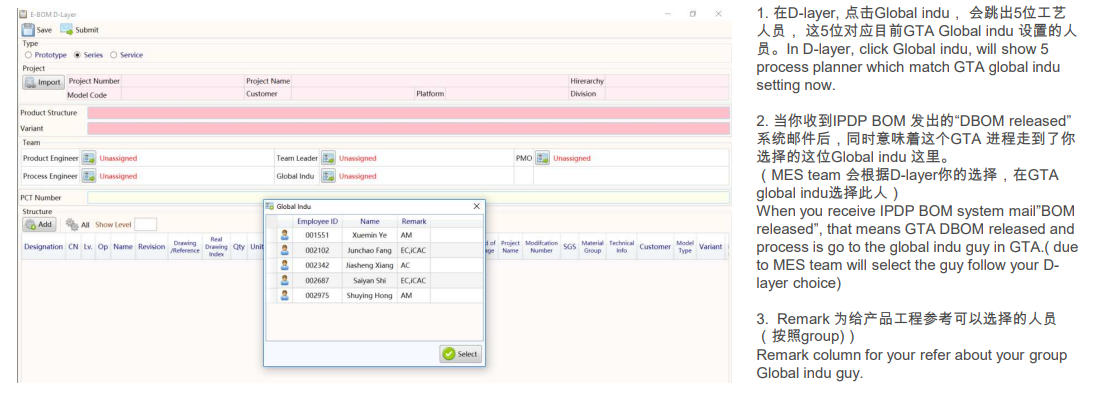 E-BOM D-Layer
Save Submit
Type
Prototype Series Service
Project
Import Project Number Project Name Hirerarchy
Model Code Customer Platform Division
Product Structure
Variant
Team
Product Engineer Unassigned Team Leader Unassigned PMO Unassigned
Process Engineer Unassigned Global Indu Unassigned
PCT Number
Structure
Add All Show Level
Designation CN Lv. Op Name Revision Drawing /Reference Real Drawing Index Qty Unit Project Name Modification Number SGS Material Group Technical Info Customer Model Type Variant
Global Indu
Employee ID Name Remark
001551 Xuemin Ye AM
002102 Junchao Fang EC,iCAC
002342 Jiasheng Xiang AC
002687 Saiyan Shi EC,iCAC
002975 Shuying Hong AM
Select
1. 在D-layer, 点击Global indu， 会跳出5位工艺
人员， 这5位对应目前GTA Global indu 设置的人
员。In D-layer, click Global indu, will show 5
process planner which match GTA global indu
setting now.
2. 当你收到IPDP BOM 发出的“DBOM released”
系统邮件后，同时意味着这个GTA 进程走到了你
选择的这位Global indu 这里。
（MES team 会根据D-layer你的选择，在GTA
global indu选择此人）
When you receive IPDP BOM system mail”BOM
released”, that means GTA DBOM released and
process is go to the global indu guy in GTA.( due
to MES team will select the guy follow your D-
layer choice)
3. Remark 为给产品工程参考可以选择的人员
（按照group)）
Remark column for your refer about your group
Global indu guy.